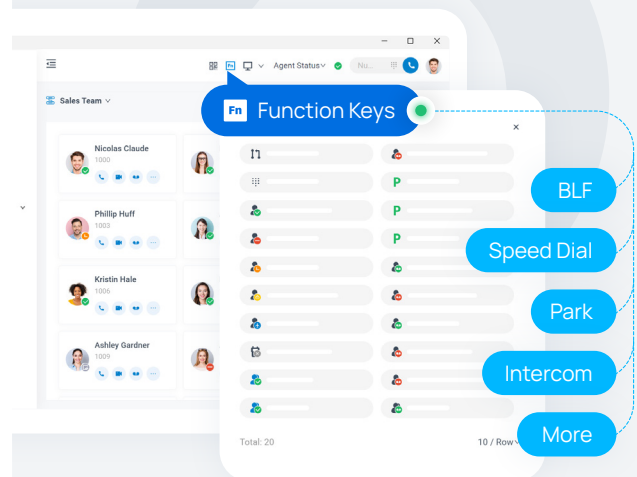 Agent Status
Nu...
Sales Team
Fn
Fn Function Keys
Nicolas Claude
1000
Phillip Huff
1003
Kristin Hale
1006
Ashley Gardner
1009
P
P
P
Total: 20
10 / Row
BLF
Speed Dial
Park
Intercom
More